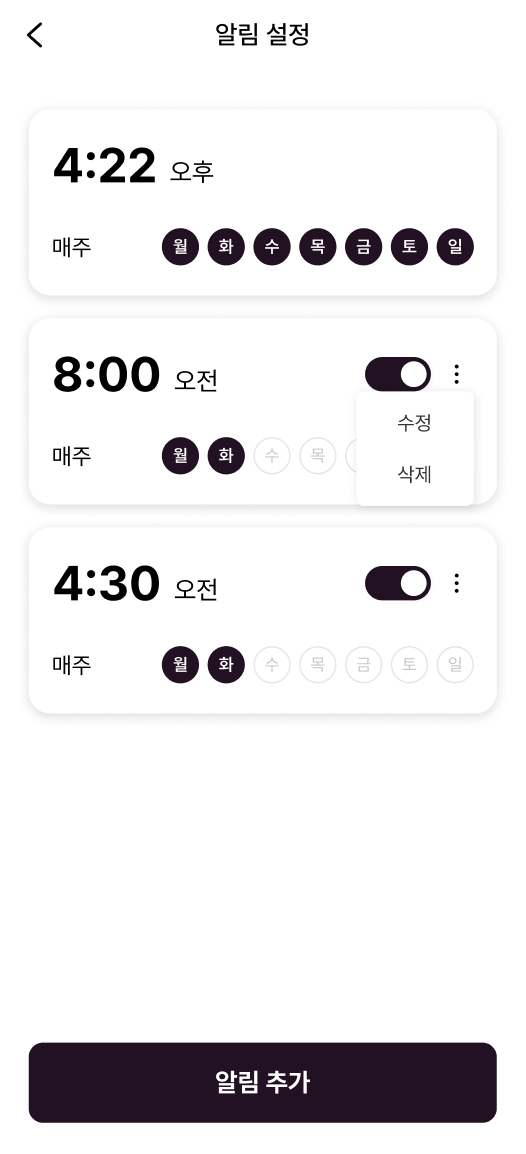 알림 설정
4:22 오후
매주 월 화 수 목 금 토 일
8:00 오전
수정
매주 월 화 수 목
삭제
4:30 오전
매주 월 화 수 목 금 토 일
알림 추가